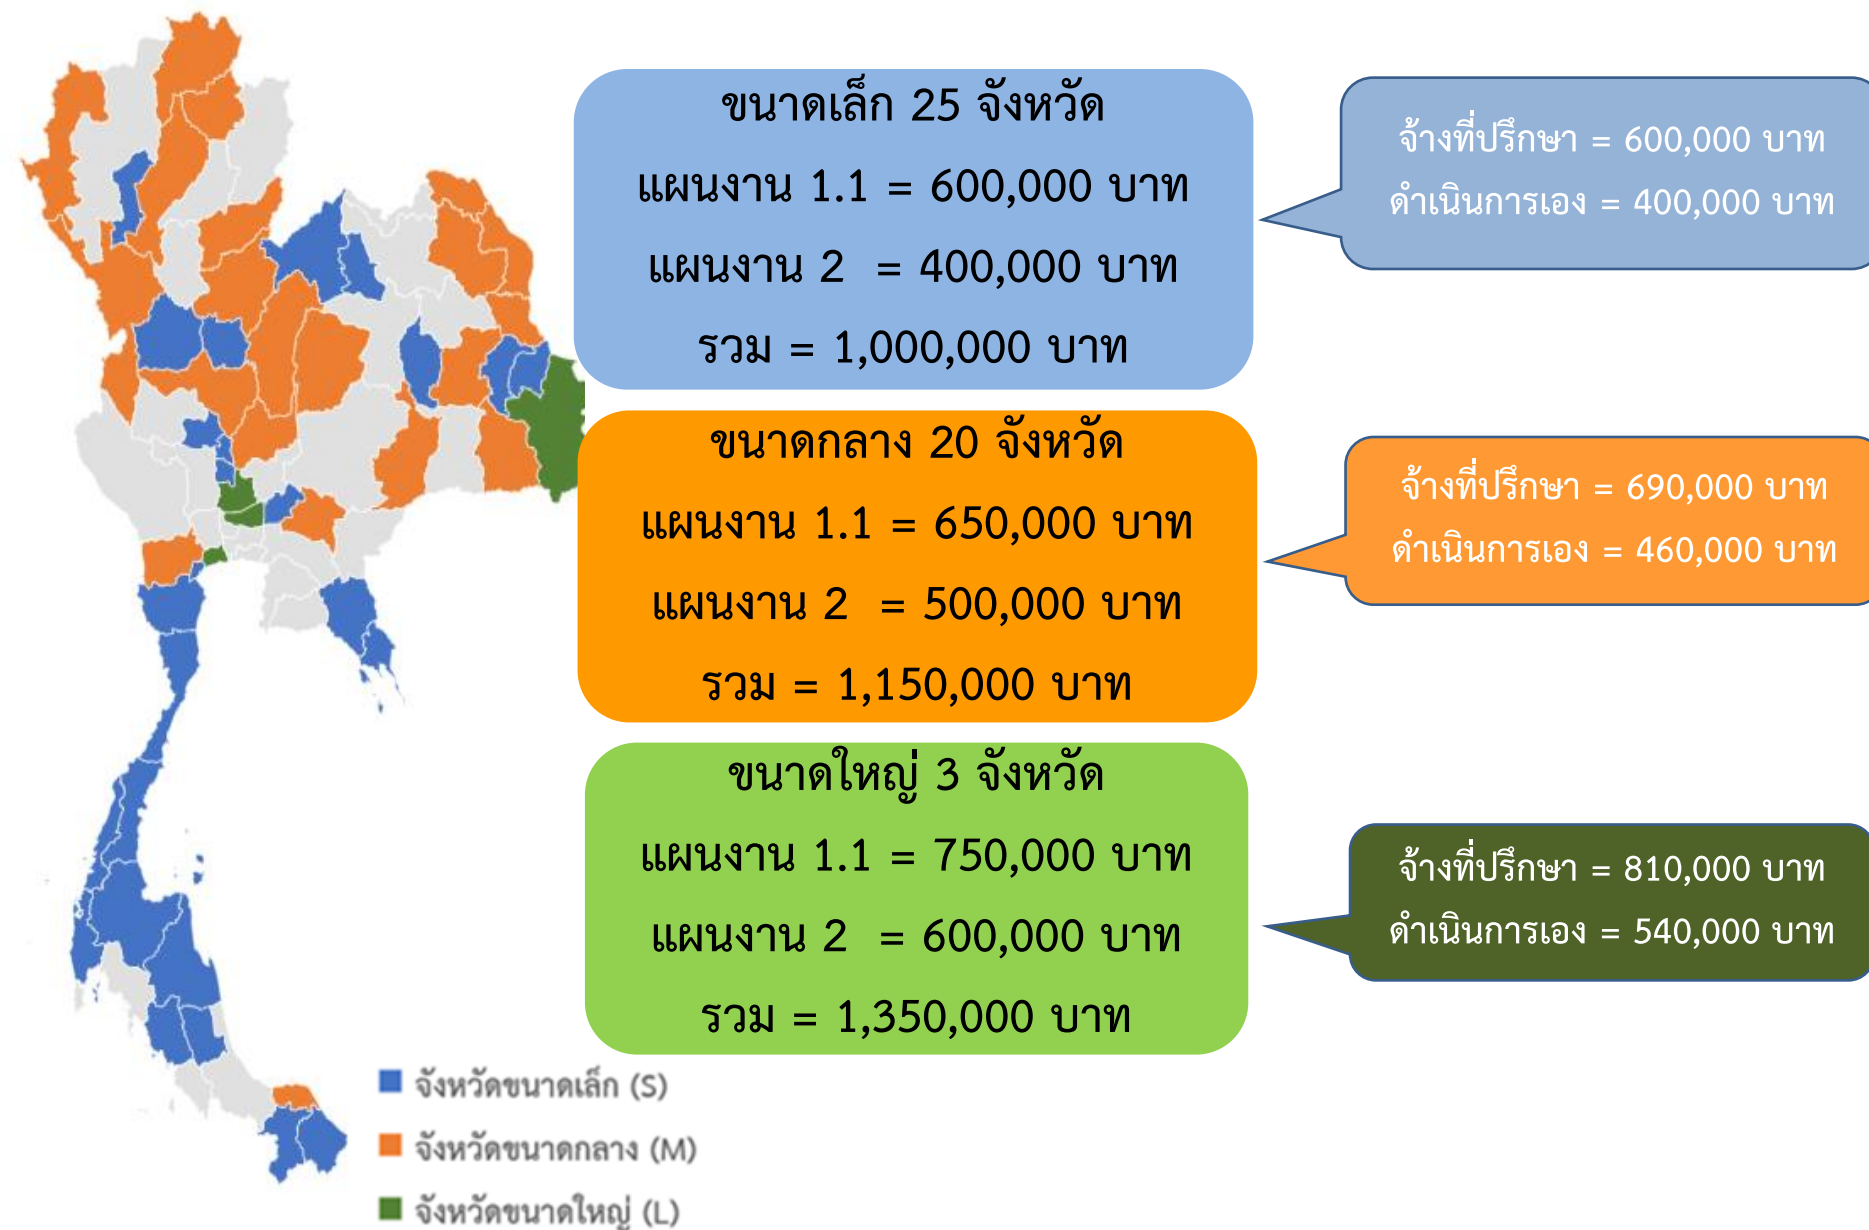 ขนาดเล็ก 25 จังหวัด
แผนงาน 1.1 = 600,000 บาท
แผนงาน 2 = 400,000 บาท
รวม = 1,000,000 บาท
จ้างที่ปรึกษา = 600,000 บาท
ดำเนินการเอง = 400,000 บาท
ขนาดกลาง 20 จังหวัด
แผนงาน 1.1 = 650,000 บาท
แผนงาน 2 = 500,000 บาท
รวม = 1,150,000 บาท
จ้างที่ปรึกษา = 690,000 บาท
ดำเนินการเอง = 460,000 บาท
ขนาดใหญ่ 3 จังหวัด
แผนงาน 1.1 = 750,000 บาท
แผนงาน 2 = 600,000 บาท
รวม = 1,350,000 บาท
จ้างที่ปรึกษา = 810,000 บาท
ดำเนินการเอง = 540,000 บาท
จังหวัดขนาดเล็ก (S)
จังหวัดขนาดกลาง (M)
จังหวัดขนาดใหญ่ (L)